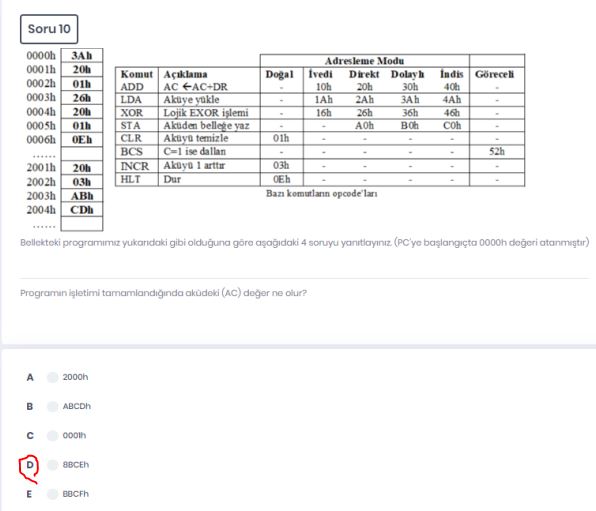 Soru 10
0000h 3Ah
0001h 20h
0002h 01h
0003h 26h
0004h 20h
0005h 01h
0006h 0Eh
......
2001h 20h
2002h 03h
2003h ABh
2004h CDh
......
Adresleme Modu
Komut Açıklama Doğal İvedi Direkt Dolaylı İndis Göreceli
ADD AC ←AC+DR - 10h 20h 30h 40h -
LDA Aküye yükle - 1Ah 2Ah 3Ah 4Ah -
XOR Lojik EXOR işlemi - 16h 26h 36h 46h -
STA Aküden belleğe yaz - - A0h B0h C0h -
CLR Aküyü temizle 01h - - - - -
BCS C=1 ise dallan - - - - - 52h
INCR Aküyü 1 arttır 03h - - - - -
HLT Dur 0Eh - - - - -
Bazı komutların opcode'ları
Bellekteki programımız yukarıdaki gibi olduğuna göre aşağıdaki 4 soruyu yanıtlayınız. (PC'ye başlangıçta 0000h değeri atanmıştır)
Programın işletimi tamamlandığında aküdeki (AC) değer ne olur?
A 2000h
B ABCDh
C 0001h
D 8BCEh
E BBCFh